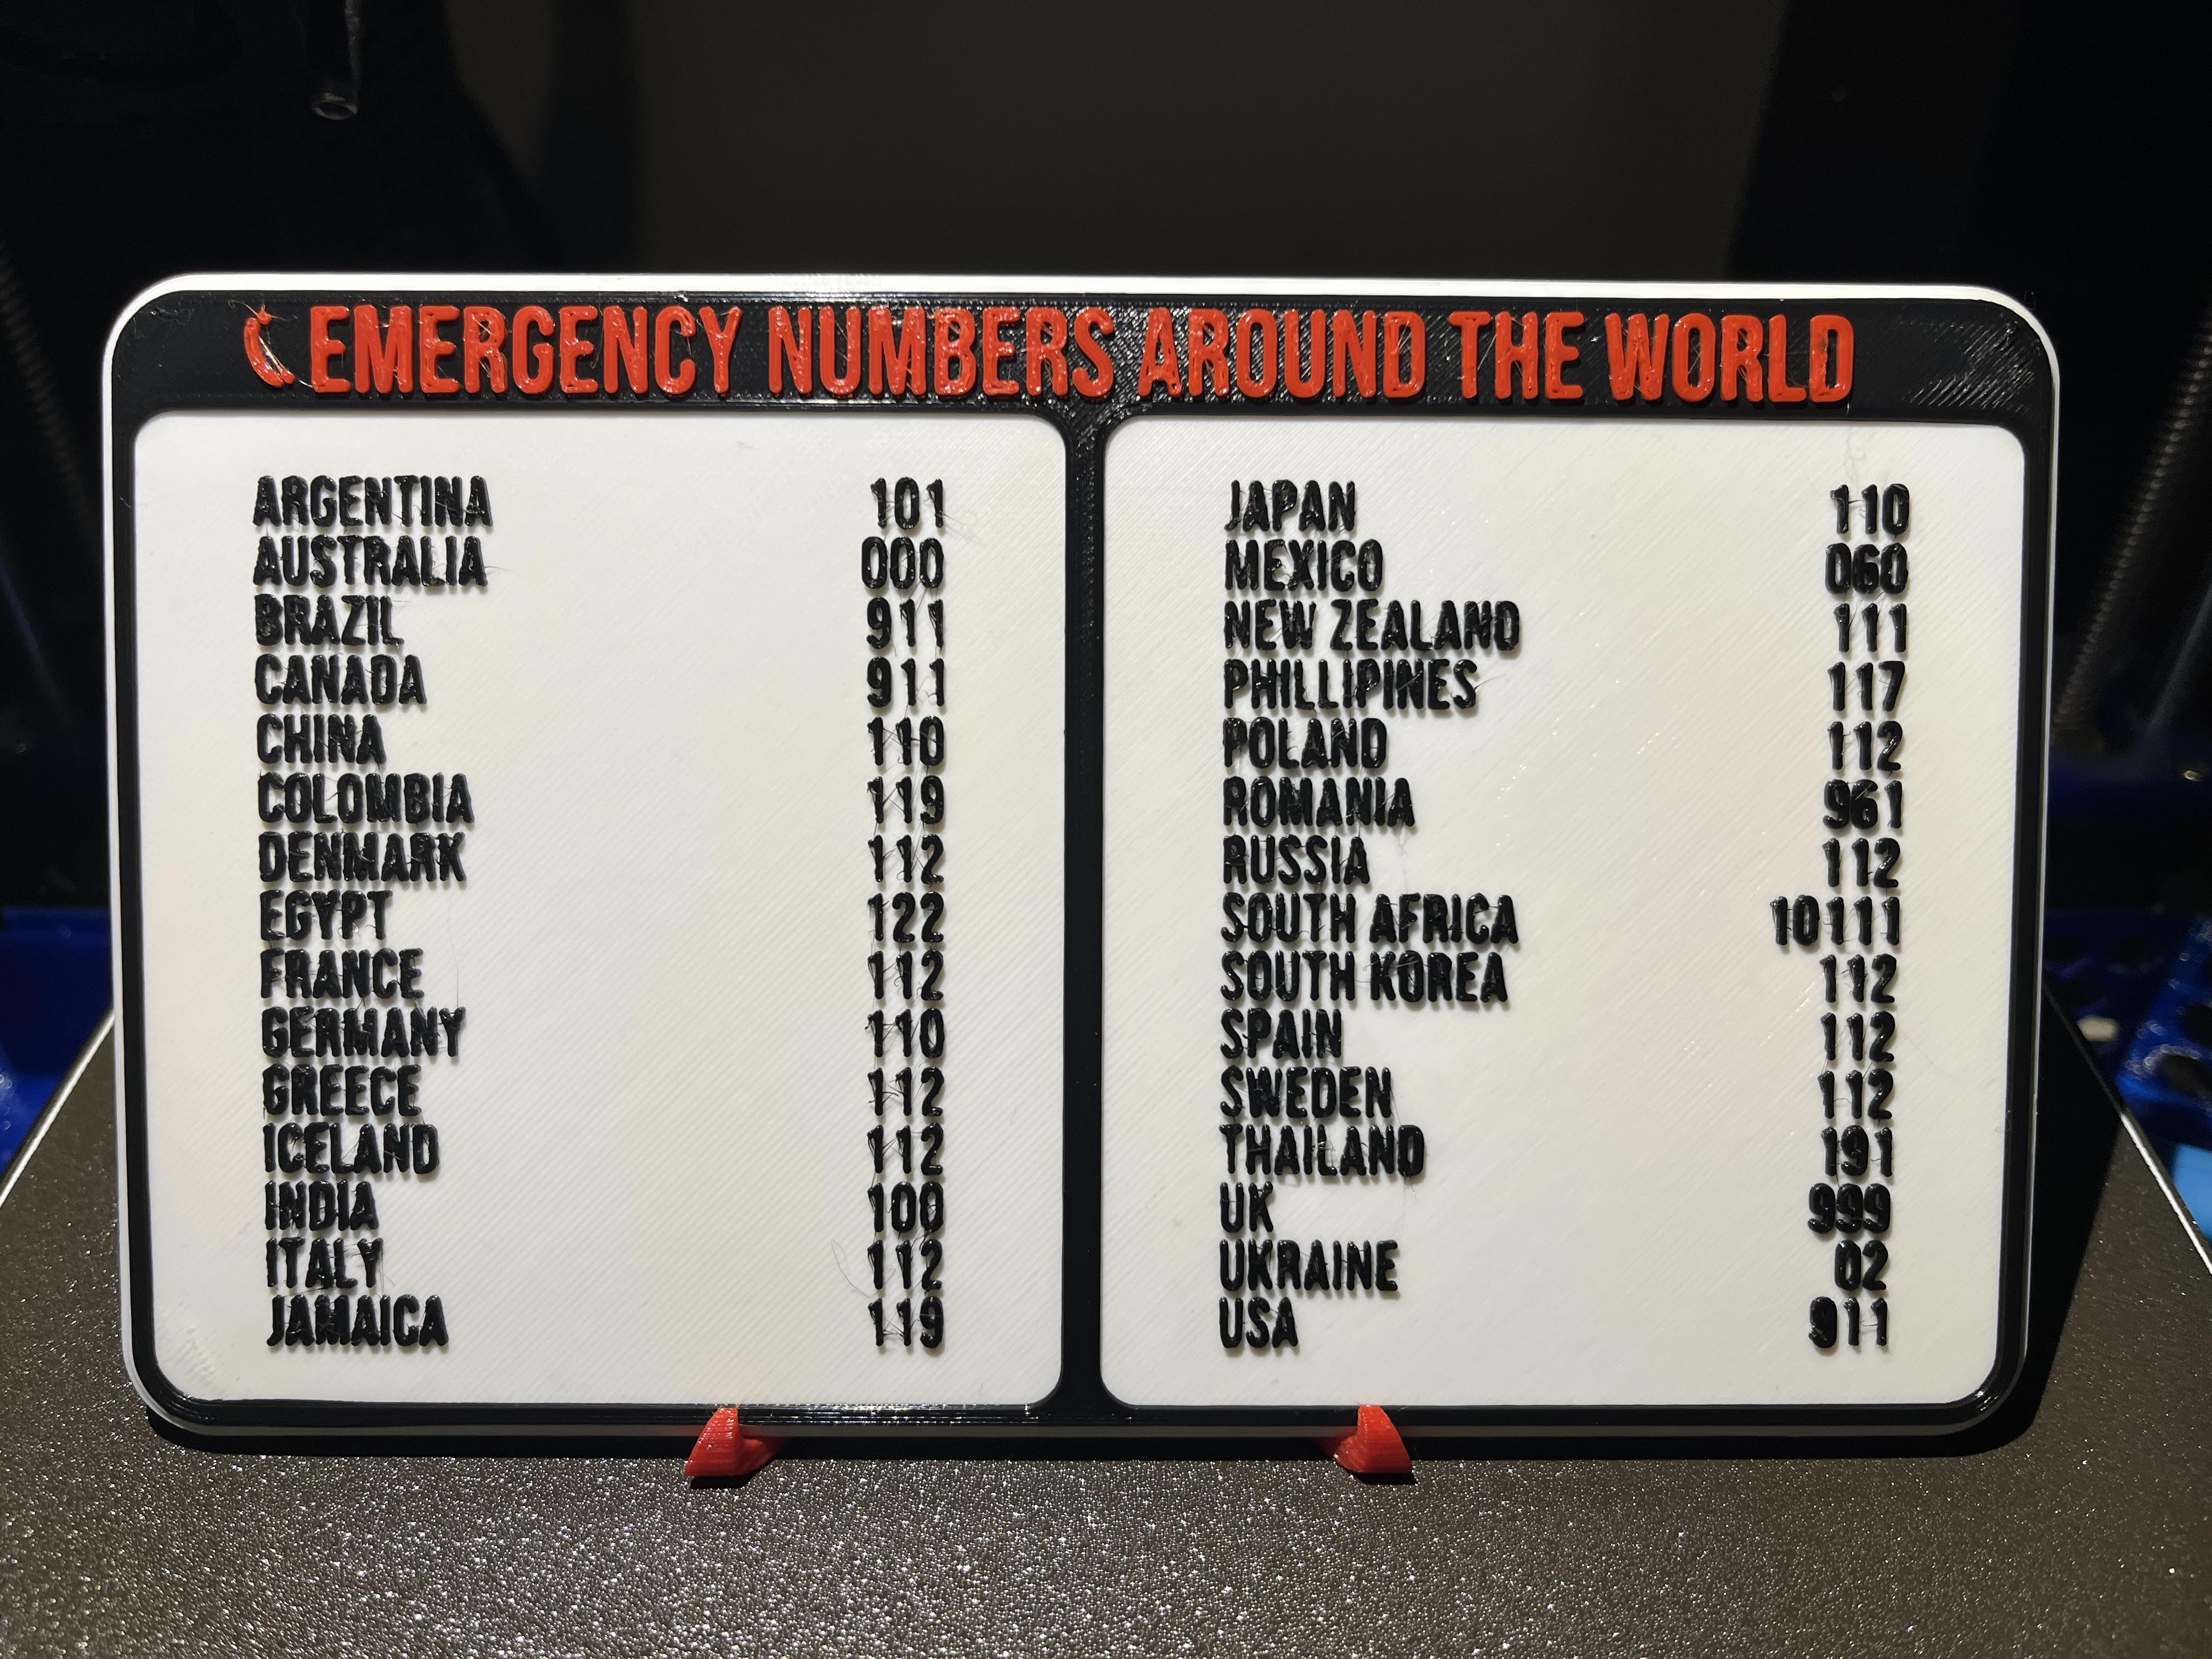 EMERGENCY NUMBERS AROUND THE WORLD
ARGENTINA 101
AUSTRALIA 000
BRAZIL 911
CANADA 911
CHINA 110
COLOMBIA 119
DENMARK 112
EGYPT 122
FRANCE 112
GERMANY 110
GREECE 112
ICELAND 112
INDIA 100
ITALY 112
JAMAICA 119
JAPAN 110
MEXICO 060
NEW ZEALAND 111
PHILLIPINES 117
POLAND 112
ROMANIA 961
RUSSIA 112
SOUTH AFRICA 10111
SOUTH KOREA 112
SPAIN 112
SWEDEN 112
THAILAND 191
UK 999
UKRAINE 02
USA 911